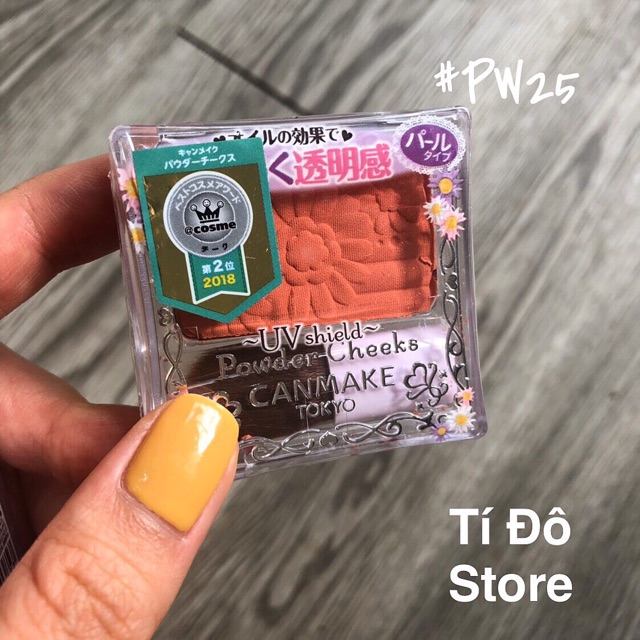 #PW25
イルの効果で
く透明感
パール
タイプ
キャンメイク
パウダーチークス
ベストコスメアワード
@cosme
チーク
第2位
2018
~UV shield~
Powder Cheeks
CANMAKE
TOKYO
Tí Đô
Store